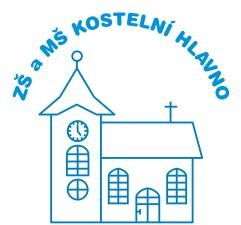 ZŠ a MŠ KOSTELNÍ HLAVNO